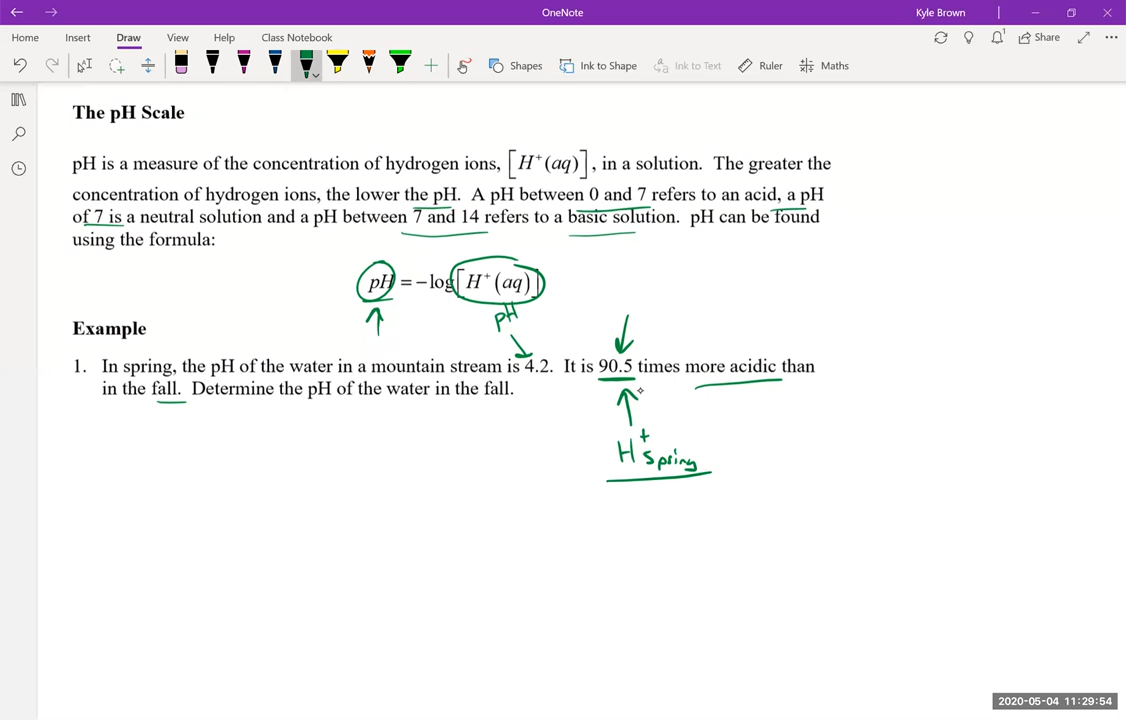 OneNote
Kyle Brown
Home Insert Draw View Help Class Notebook
1 Share
Shapes Ink to Shape Ink to Text Ruler Maths
The pH Scale
pH is a measure of the concentration of hydrogen ions, [H⁺(aq)], in a solution. The greater the
concentration of hydrogen ions, the lower the pH. A pH between 0 and 7 refers to an acid, a pH
of 7 is a neutral solution and a pH between 7 and 14 refers to a basic solution. pH can be found
using the formula:
pH = −log[H⁺(aq)]
pH
Example
1. In spring, the pH of the water in a mountain stream is 4.2. It is 90.5 times more acidic than
in the fall. Determine the pH of the water in the fall.
H⁺ spring
2020-05-04 11:29:54